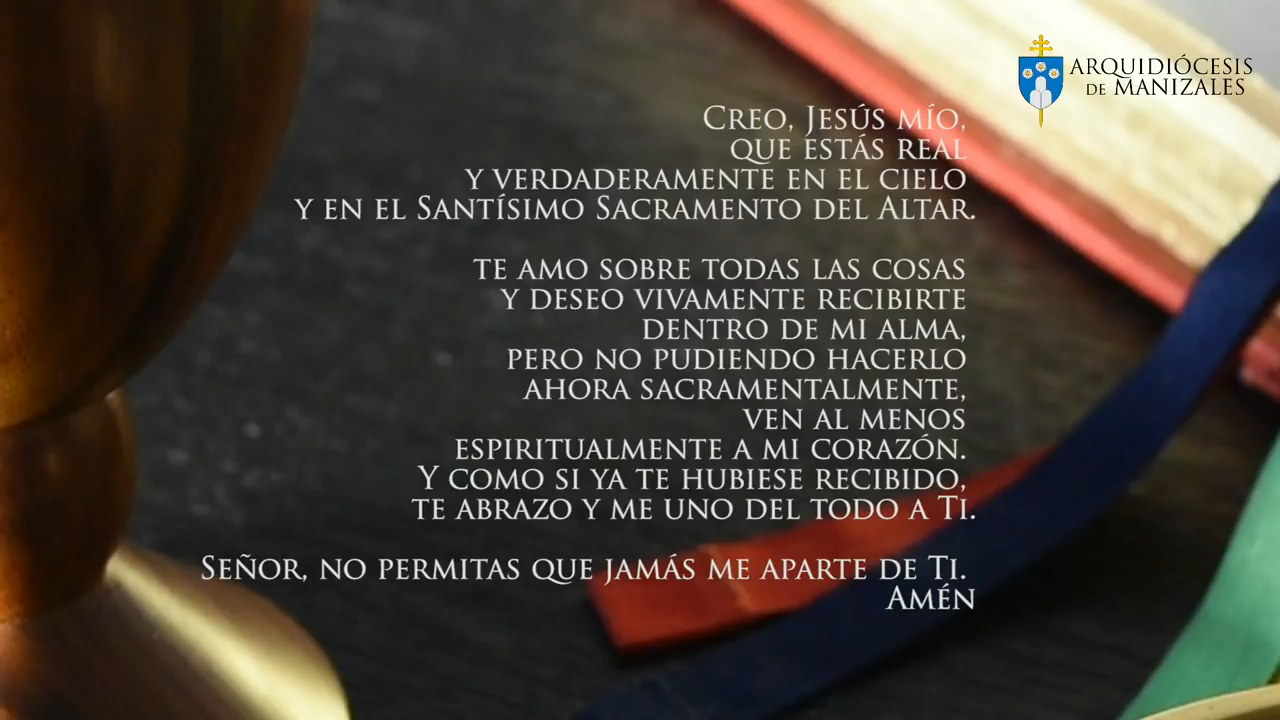 ARQUIDIÓCESIS
DE MANIZALES
CREO, JESÚS MÍO,
QUE ESTÁS REAL
Y VERDADERAMENTE EN EL CIELO
Y EN EL SANTÍSIMO SACRAMENTO DEL ALTAR.
TE AMO SOBRE TODAS LAS COSAS
Y DESEO VIVAMENTE RECIBIRTE
DENTRO DE MI ALMA,
PERO NO PUDIENDO HACERLO
AHORA SACRAMENTALMENTE,
VEN AL MENOS
ESPIRITUALMENTE A MI CORAZÓN.
Y COMO SI YA TE HUBIESE RECIBIDO,
TE ABRAZO Y ME UNO DEL TODO A TI.
SEÑOR, NO PERMITAS QUE JAMÁS ME APARTE DE TI.
AMÉN